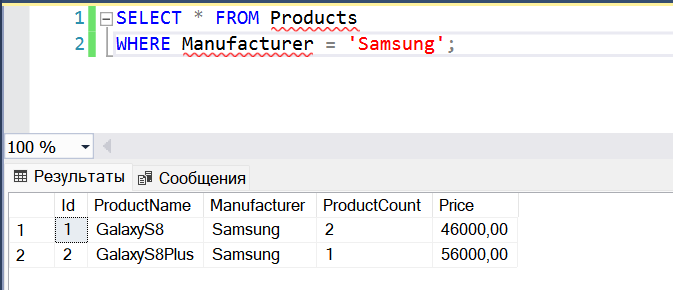 1 SELECT * FROM Products
2 WHERE Manufacturer = 'Samsung';
100 %
Результаты Сообщения
Id ProductName Manufacturer ProductCount Price
1 1 GalaxyS8 Samsung 2 46000,00
2 2 GalaxyS8Plus Samsung 1 56000,00